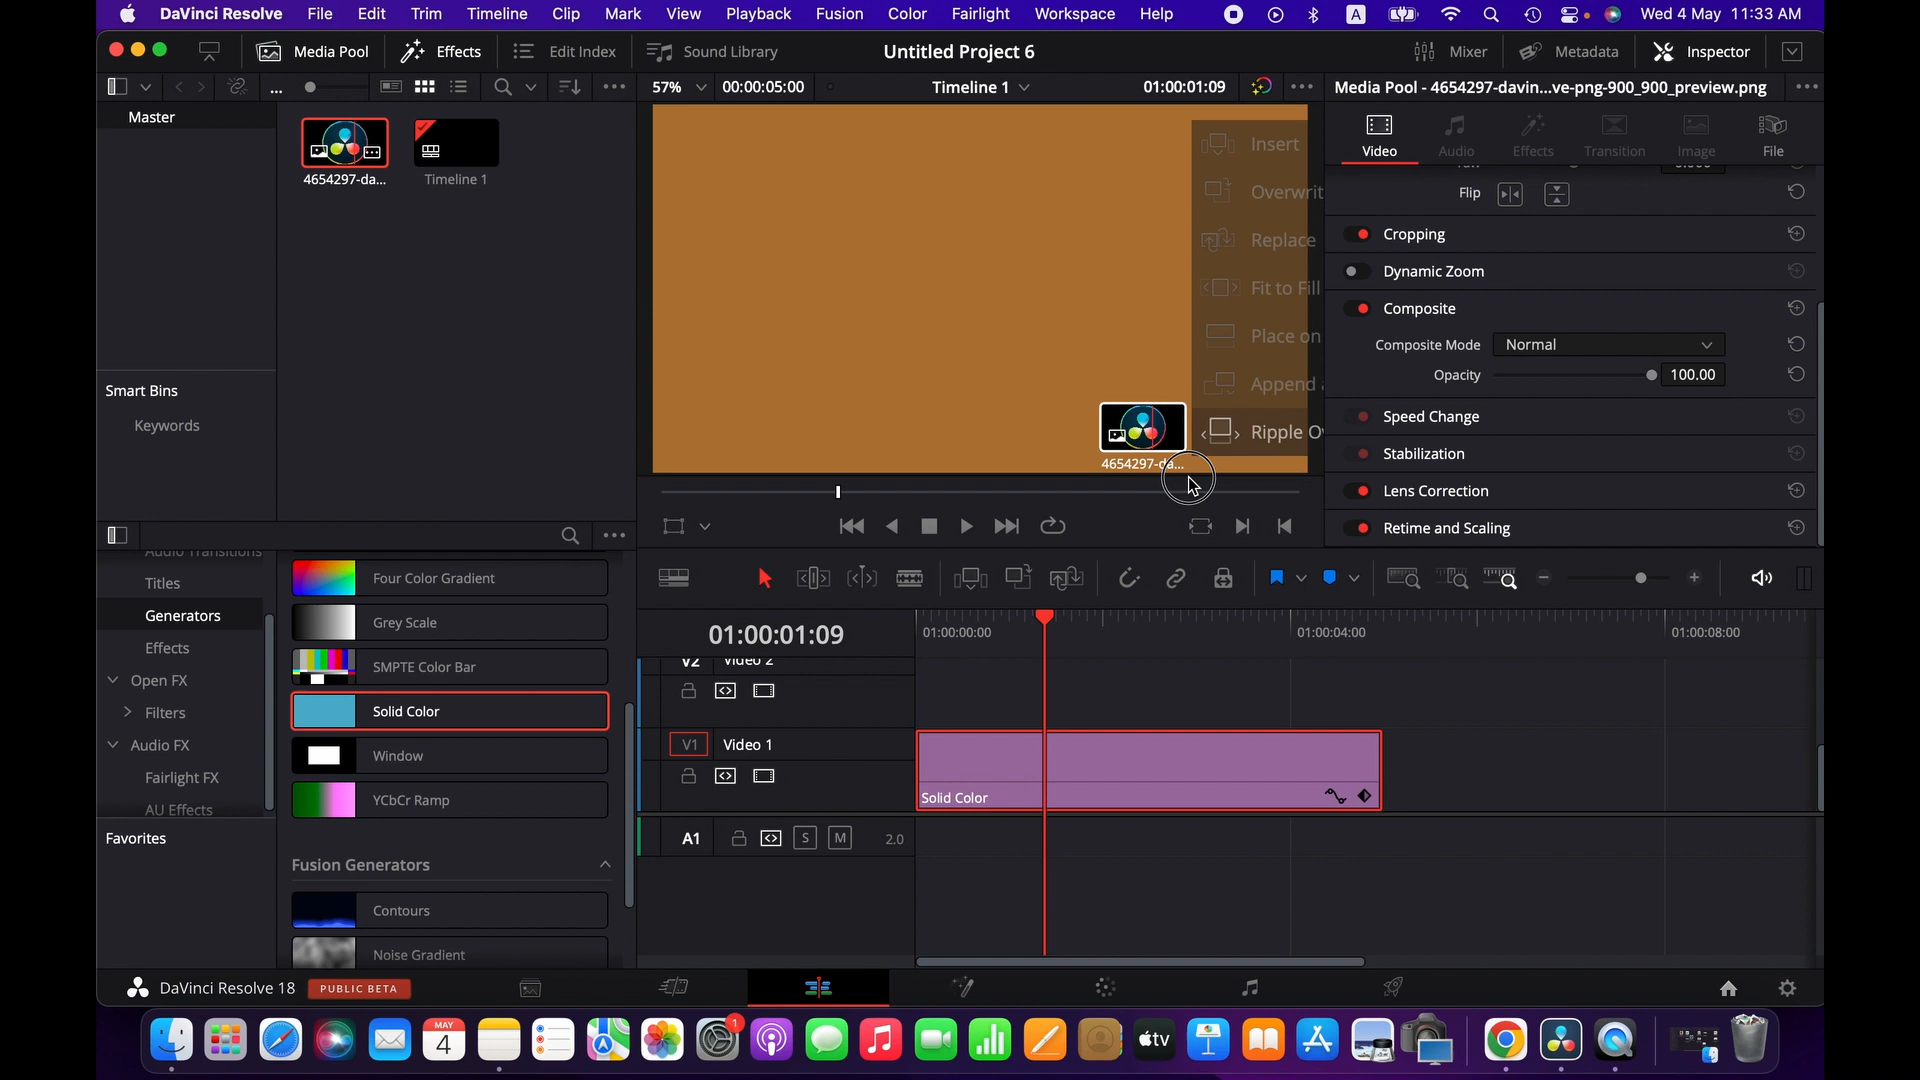 DaVinci Resolve File Edit Trim Timeline Clip Mark View Playback Fusion Color Fairlight Workspace Help A Wed 4 May 11:33 AM
Media Pool Effects Edit Index Sound Library Untitled Project 6 Mixer Metadata Inspector
... 57% 00:00:05:00 Timeline 1 01:00:01:09 Media Pool - 4654297-davin...ve-png-900_900_preview.png
Master
4654297-da... Timeline 1
Smart Bins
Keywords
Insert
Overwrit
Replace
Fit to Fill
Place on
Append a
Ripple O
4654297-da...
Video Audio Effects Transition Image File
Flip
Cropping
Dynamic Zoom
Composite
Composite Mode Normal
Opacity 100.00
Speed Change
Stabilization
Lens Correction
Retime and Scaling
Audio Transitions
Titles
Generators
Effects
Open FX
Filters
Audio FX
Fairlight FX
AU Effects
Favorites
Four Color Gradient
Grey Scale
SMPTE Color Bar
Solid Color
Window
YCbCr Ramp
Fusion Generators
Contours
Noise Gradient
01:00:01:09 01:00:00:00 01:00:04:00 01:00:08:00
V2 Video 2
V1 Video 1
Solid Color
A1 S M 2.0
DaVinci Resolve 18 PUBLIC BETA
MAY
4
1
tv